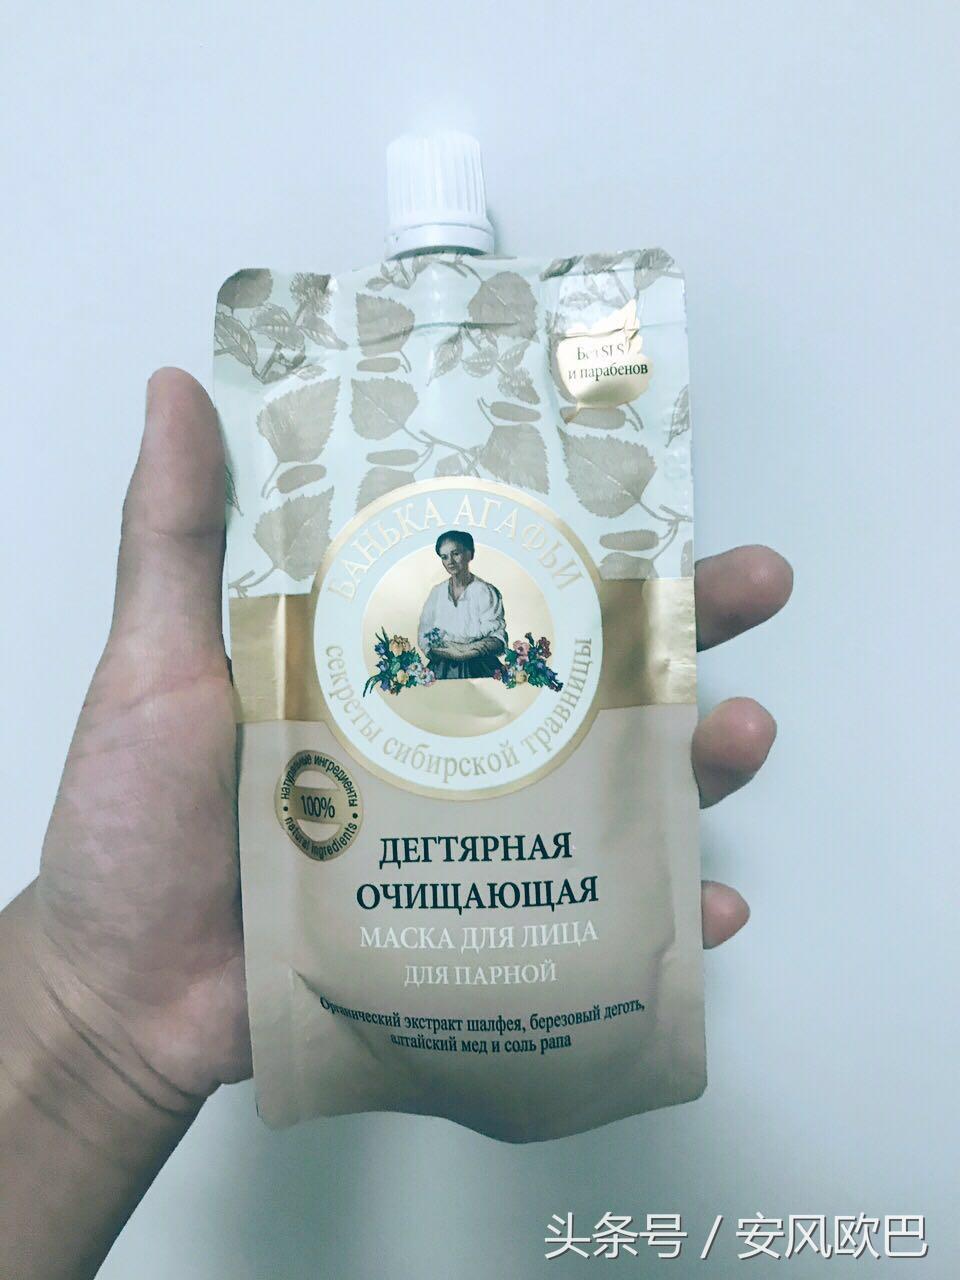 Без SLS
и парабенов
БАНЬКА АГАФЬИ
секреты сибирской травницы
натуральные ингредиенты
100%
natural ingredients
ДЕГТЯРНАЯ
ОЧИЩАЮЩАЯ
МАСКА ДЛЯ ЛИЦА
ДЛЯ ПАРНОЙ
Органический экстракт шалфея, березовый деготь,
алтайский мед и соль рапа
头条号 / 安风欧巴